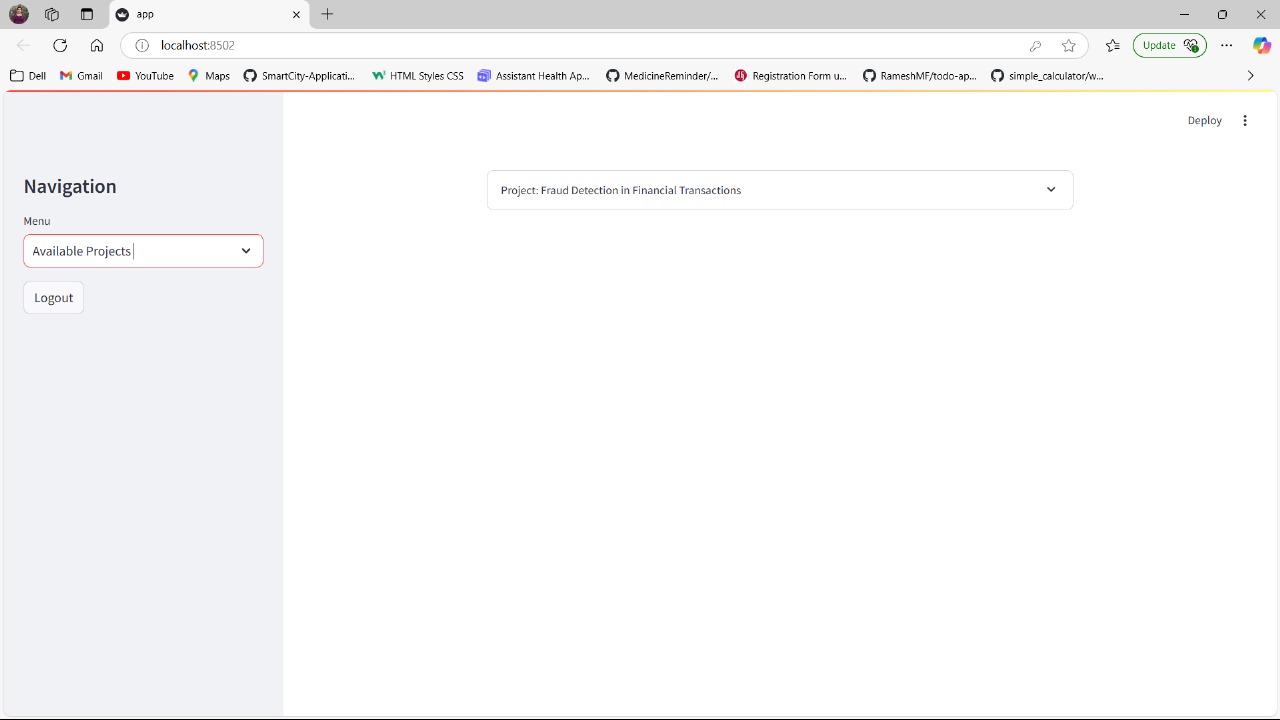 app
localhost:8502
Update
Dell
Gmail
YouTube
Maps
SmartCity-Applicati...
HTML Styles CSS
Assistant Health Ap...
MedicineReminder/...
Registration Form u...
RameshMF/todo-ap...
simple_calculator/w...
Deploy
Navigation
Menu
Available Projects
Logout
Project: Fraud Detection in Financial Transactions